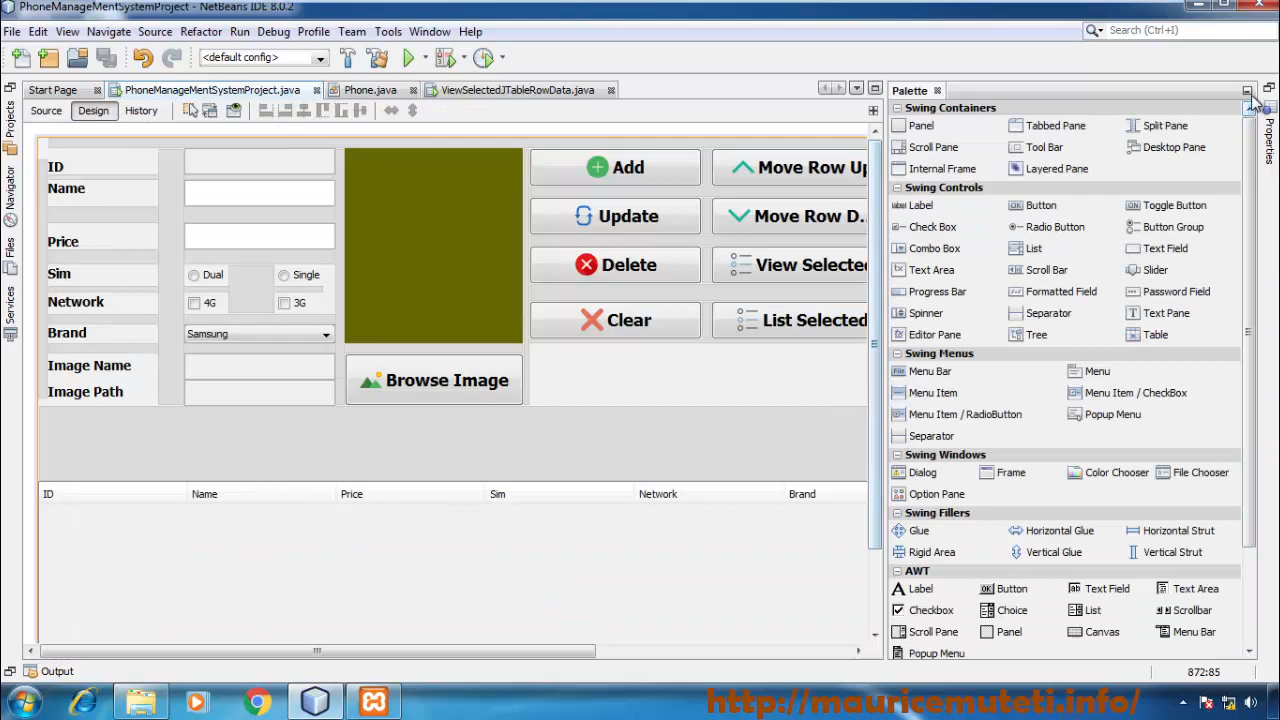 PhoneManageMentSystemProject - NetBeans IDE 8.0.2
File Edit View Navigate Source Refactor Run Debug Profile Team Tools Window Help
Search (Ctrl+I)
<default config>
Start Page PhoneManageMentSystemProject.java Phone.java ViewSelectedJTableRowData.java
Source Design History
Projects
Navigator
Files
Services
ID
Name
Price
Sim Dual Single
Network 4G 3G
Brand Samsung
Image Name
Image Path
Browse Image
Add Move Row Up
Update Move Row D...
Delete View Selected
Clear List Selected
ID Name Price Sim Network Brand
Palette
Swing Containers
Panel Tabbed Pane Split Pane
Scroll Pane Tool Bar Desktop Pane
Internal Frame Layered Pane
Swing Controls
label Label OK Button ON Toggle Button
Check Box Radio Button Button Group
Combo Box List Text Field
Text Area Scroll Bar Slider
Progress Bar Formatted Field Password Field
Spinner Separator Text Pane
Editor Pane Tree Table
Swing Menus
Menu Bar Menu
Menu Item Menu Item / CheckBox
Menu Item / RadioButton Popup Menu
Separator
Swing Windows
Dialog Frame Color Chooser File Chooser
Option Pane
Swing Fillers
Glue Horizontal Glue Horizontal Strut
Rigid Area Vertical Glue Vertical Strut
AWT
A Label OK Button ab Text Field Text Area
Checkbox Choice List Scrollbar
Scroll Pane Panel Canvas Menu Bar
Popup Menu
Properties
Output
872:85
http://mauricemuteti.info/